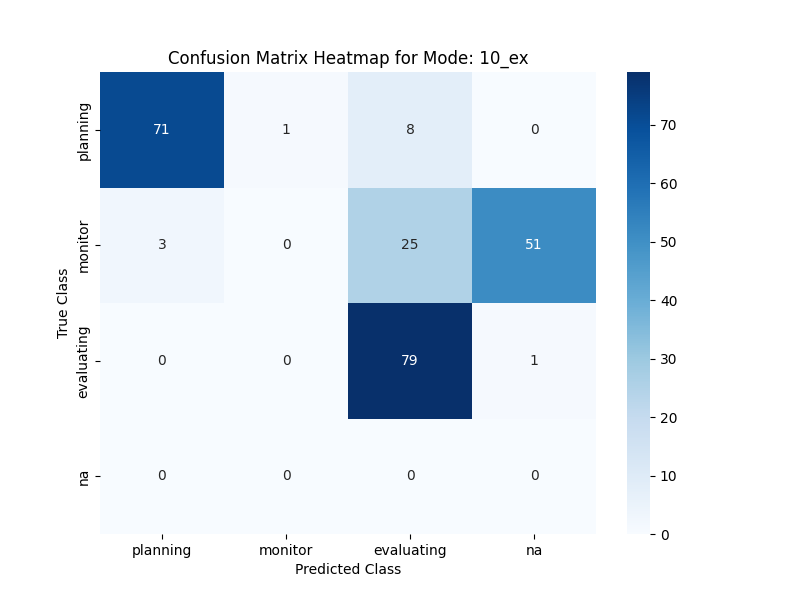 Confusion Matrix Heatmap for Mode: 10_ex
planning
71 1 8 0
monitor
3 0 25 51
evaluating
0 0 79 1
na
0 0 0 0
True Class
planning monitor evaluating na
Predicted Class
70
60
50
40
30
20
10
0